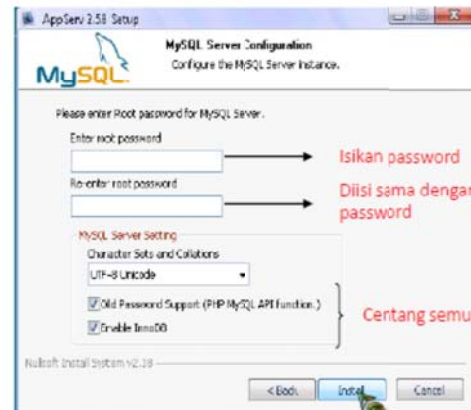 AppServ 2.58 Setup
MySQL Server Configuration
Configure the MySQL Server instance.
MySQL
Please enter Root password for MySQL Server.
Enter root password
Isikan password
Re-enter root password
Diisi sama dengan
password
MySQL Server Setting
Character Sets and Collations
UTF-8 Unicode
Old Password Support (PHP MySQL API function.)
Enable InnoDB
Centang semu
Nullsoft Install System v2.18
< Back
Install
Cancel